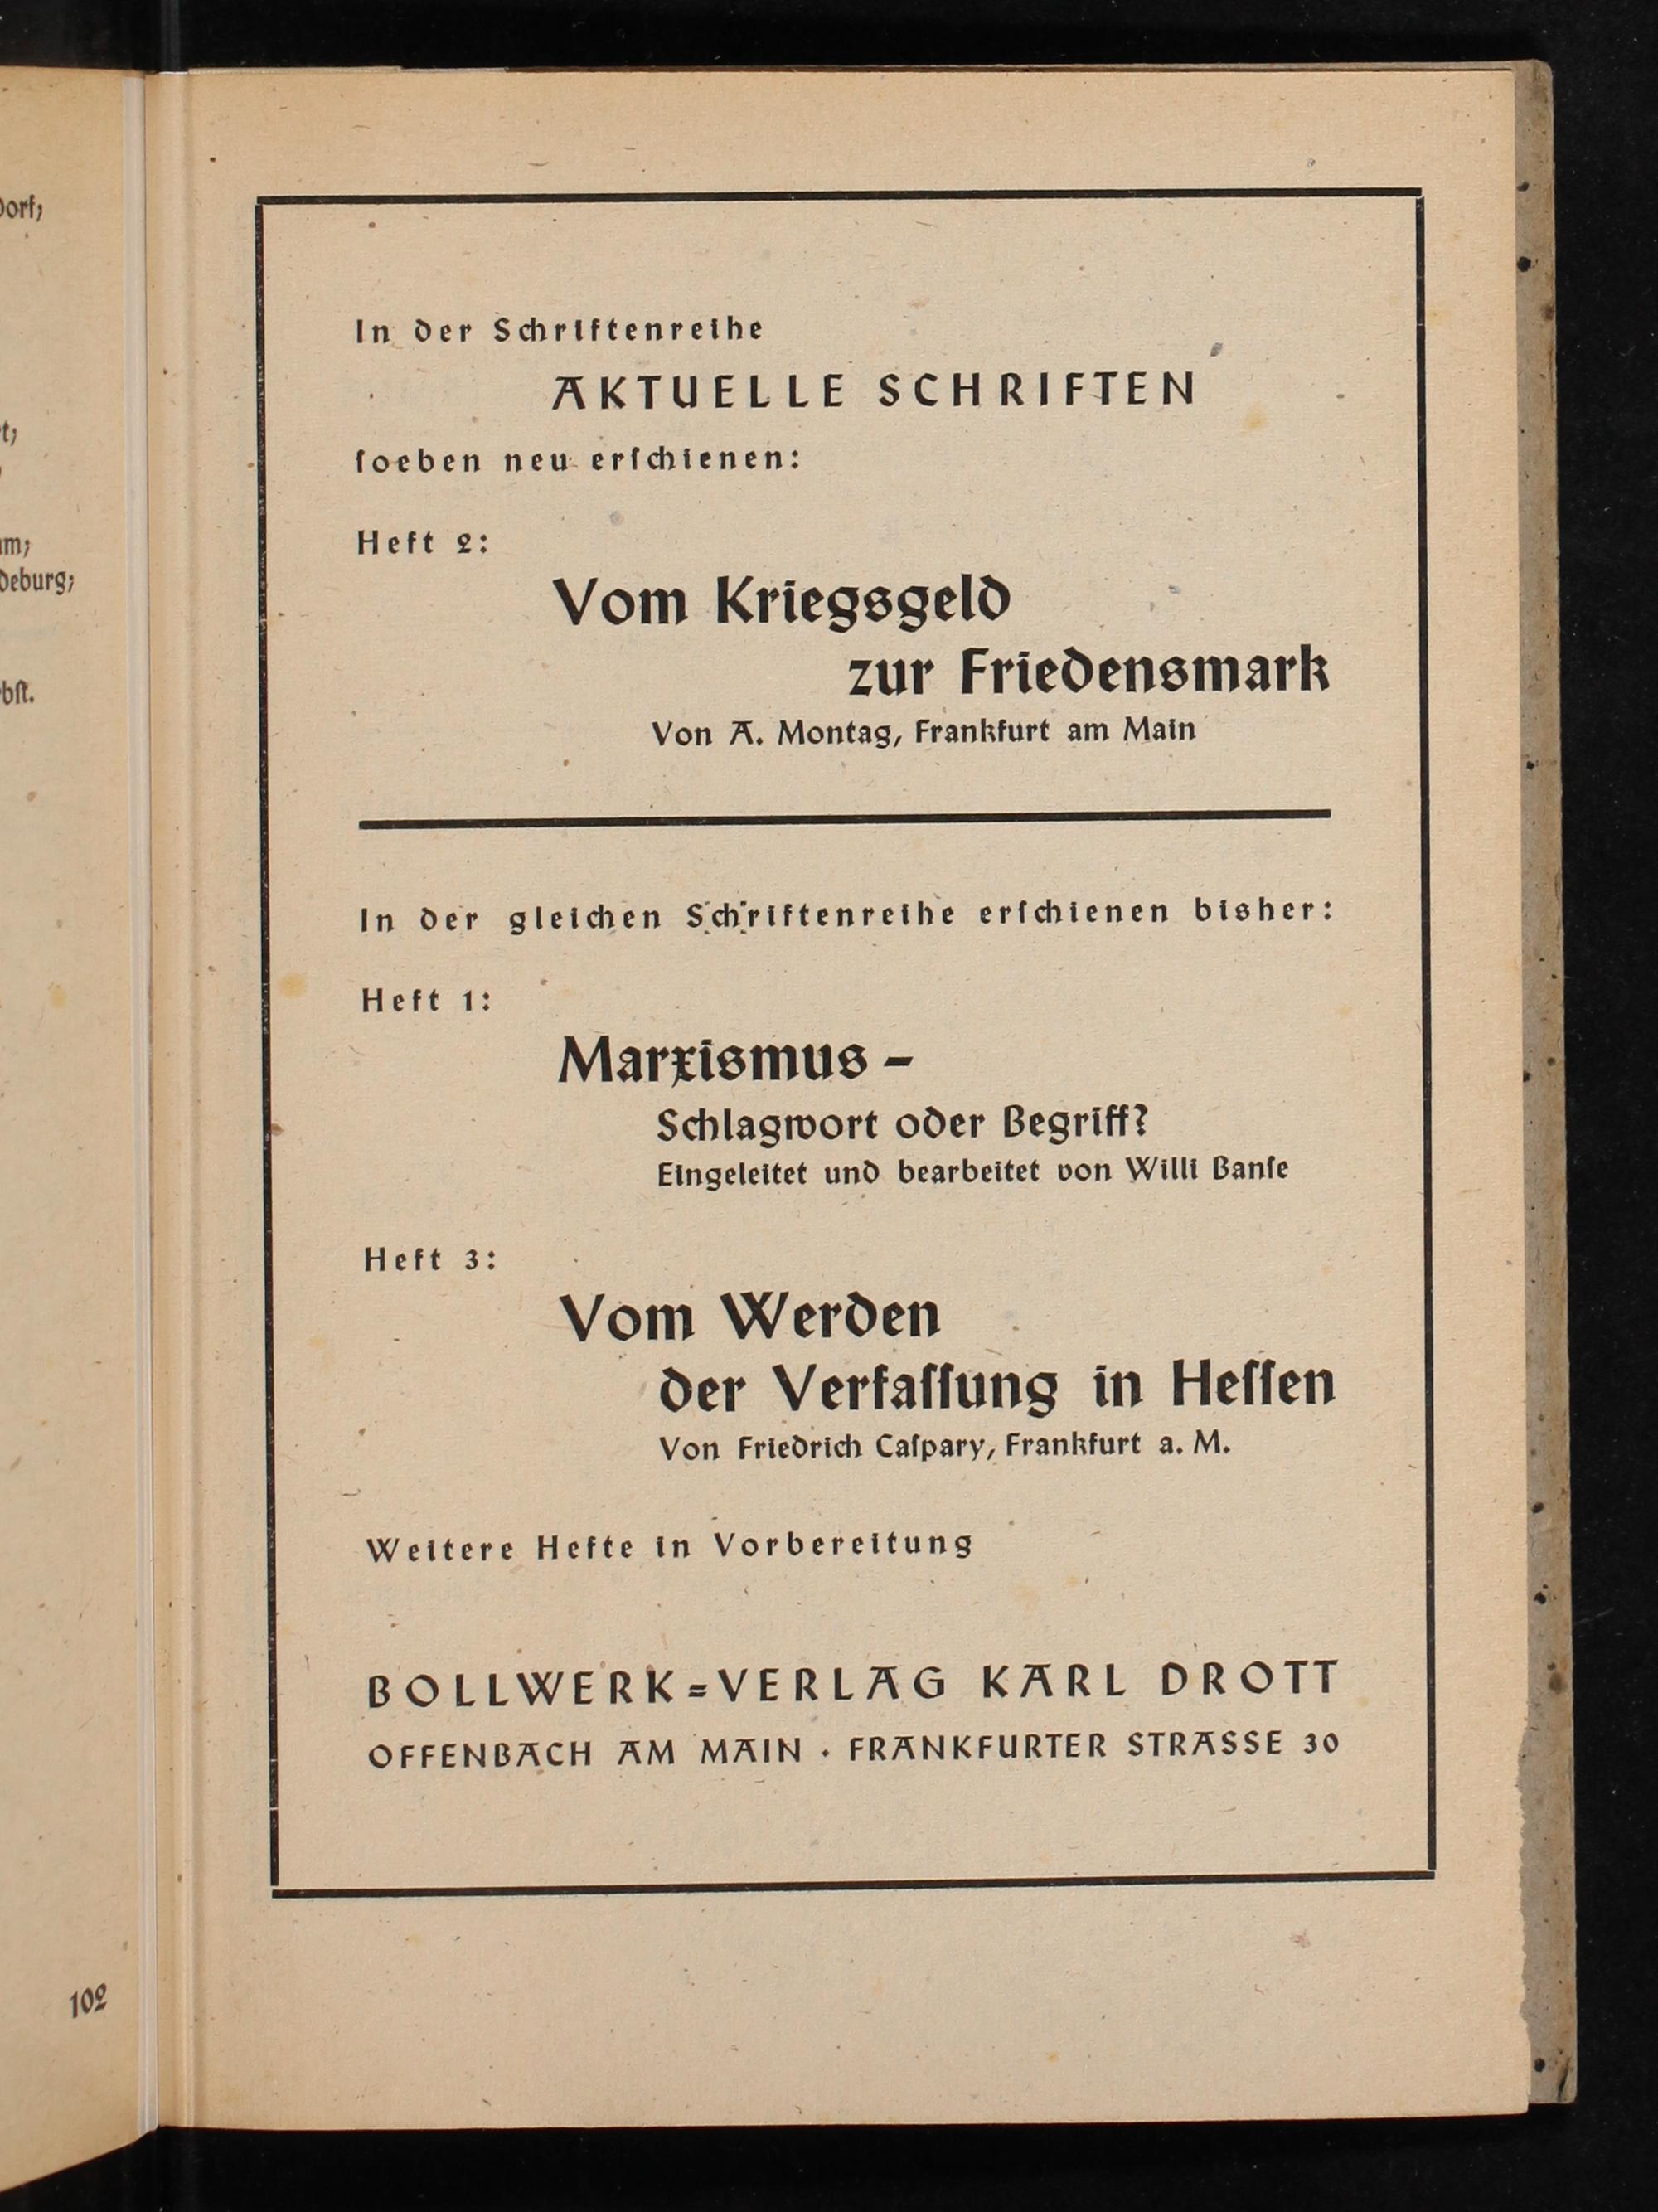 In der Schriftenreihe
AKTUELLE SCHRIFTEN
ſoeben neu erſchienen:
Heft 2:
Vom Kriegsgeld
zur Friedensmark
Von A. Montag, Frankfurt am Main
In der gleichen Schriftenreihe erſchienen bisher:
Heft 1:
Marxismus –
Schlagwort oder Begriff?
Eingeleitet und bearbeitet von Willi Banſe
Heft 3:
Vom Werden
der Verfaſſung in Heſſen
Von Friedrich Caſpary, Frankfurt a. M.
Weitere Hefte in Vorbereitung
BOLLWERK=VERLAG KARL DROTT
OFFENBACH AM MAIN · FRANKFURTER STRASSE 30
102